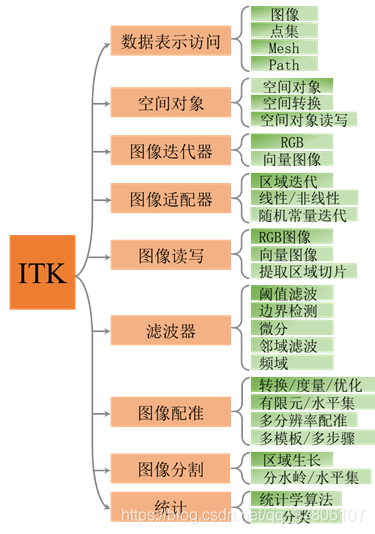 ITK
数据表示访问
图像
点集
Mesh
Path
空间对象
空间对象
空间转换
空间对象读写
图像迭代器
RGB
向量图像
图像适配器
区域迭代
线性/非线性
随机常量迭代
图像读写
RGB图像
向量图像
提取区域切片
滤波器
阈值滤波
边界检测
微分
邻域滤波
频域
图像配准
转换/度量/优化
有限元/水平集
多分辨率配准
多模板/多步骤
图像分割
区域生长
分水岭/水平集
统计
统计学算法
分类